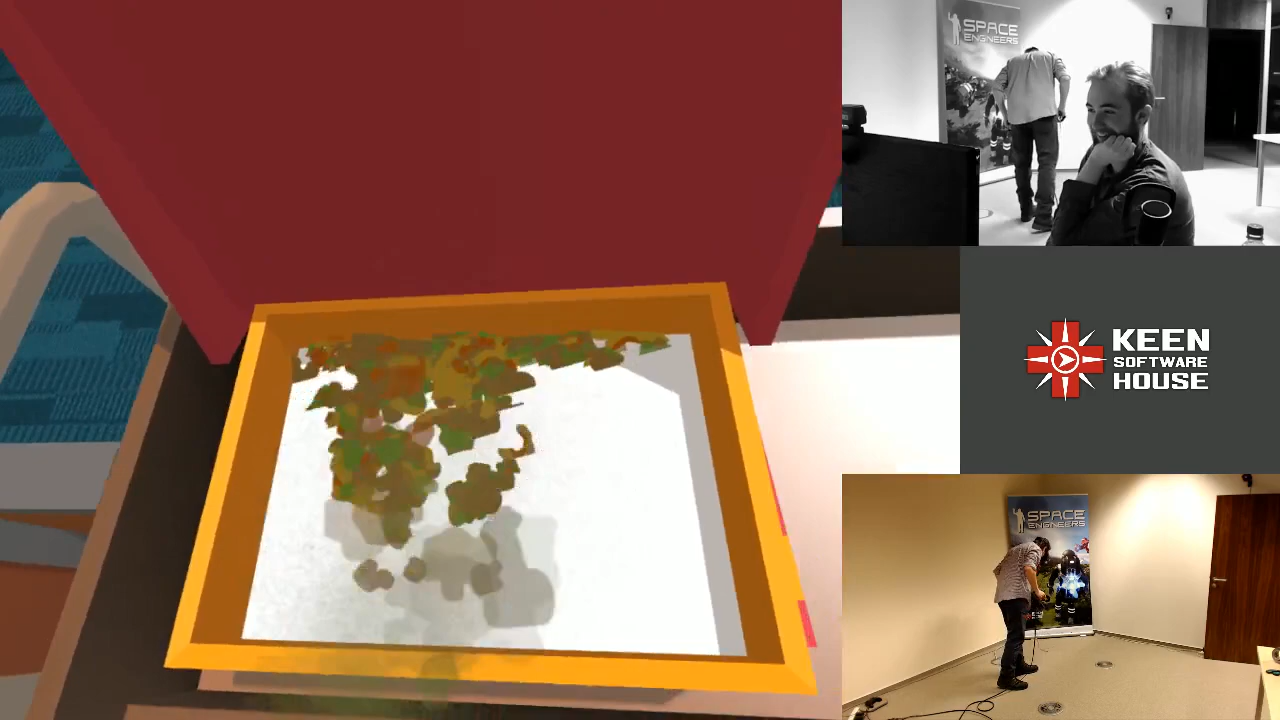 SPACE
ENGINEERS
KEEN
SOFTWARE
HOUSE
SPACE
ENGINEERS